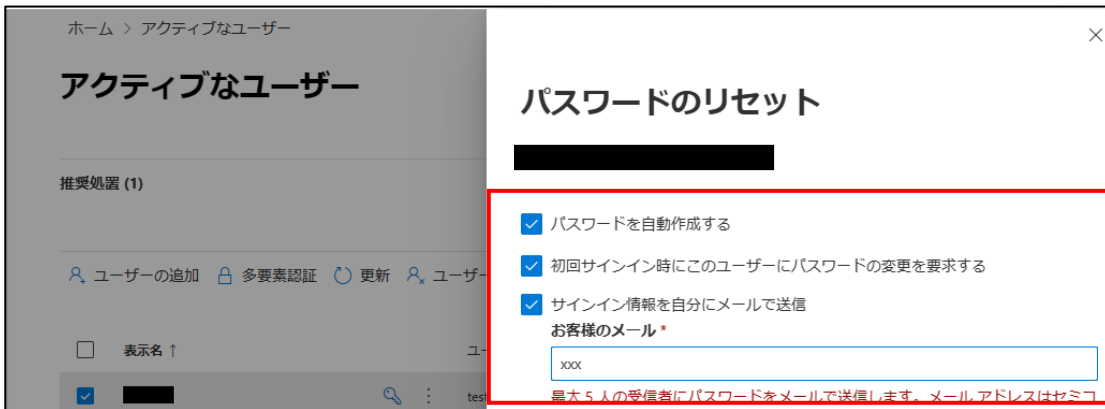 ホーム > アクティブなユーザー
アクティブなユーザー
推奨処置 (1)
ユーザーの追加 多要素認証 更新 ユーザー
表示名 ↑ ユー
test
パスワードのリセット
パスワードを自動作成する
初回サインイン時にこのユーザーにパスワードの変更を要求する
サインイン情報を自分にメールで送信
お客様のメール *
xxx
最大 5 人の受信者にパスワードをメールで送信します。メール アドレスはセミコ